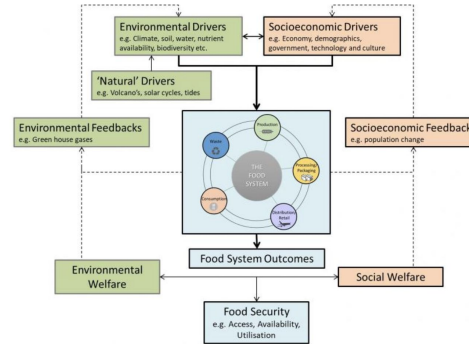 Environmental Drivers
e.g. Climate, soil, water, nutrient
availability, biodiversity etc.
Socioeconomic Drivers
e.g. Economy, demographics,
government, technology and culture
'Natural' Drivers
e.g. Volcano's, solar cycles, tides
Environmental Feedbacks
e.g. Green house gases
Socioeconomic Feedback
e.g. population change
Production
Waste
Processing/
Packaging
THE
FOOD
SYSTEM
Consumption
Distribution/
Retail
Food System Outcomes
Environmental
Welfare
Social Welfare
Food Security
e.g. Access, Availability,
Utilisation